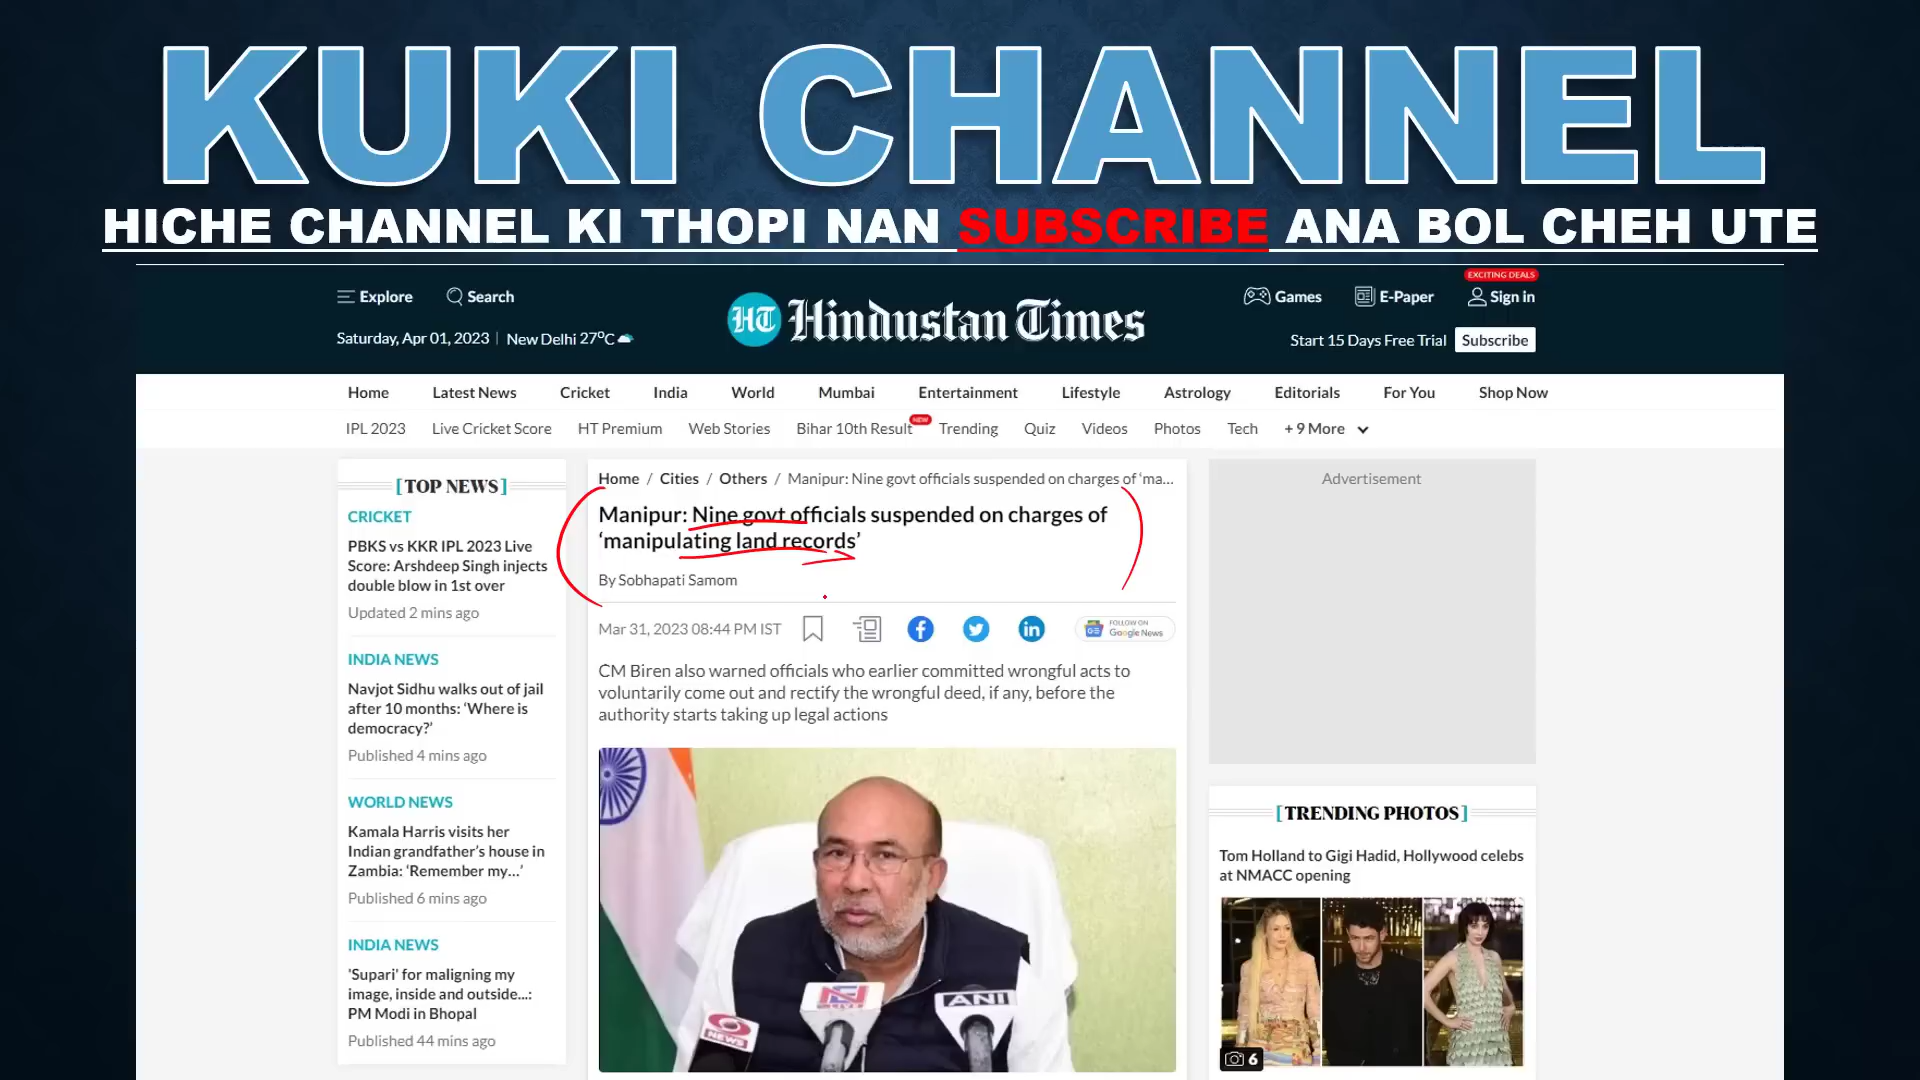 KUKI CHANNEL
HICHE CHANNEL KI THOPI NAN SUBSCRIBE ANA BOL CHEH UTE
EXCITING DEALS
Explore Search
HT Hindustan Times
Games E-Paper Sign in
Saturday, Apr 01, 2023 | New Delhi 27°C
Start 15 Days Free Trial Subscribe
Home Latest News Cricket India World Mumbai Entertainment Lifestyle Astrology Editorials For You Shop Now
IPL 2023 Live Cricket Score HT Premium Web Stories Bihar 10th Result NEW Trending Quiz Videos Photos Tech + 9 More
[TOP NEWS]
CRICKET
PBKS vs KKR IPL 2023 Live
Score: Arshdeep Singh injects
double blow in 1st over
Updated 2 mins ago
INDIA NEWS
Navjot Sidhu walks out of jail
after 10 months: ‘Where is
democracy?’
Published 4 mins ago
WORLD NEWS
Kamala Harris visits her
Indian grandfather’s house in
Zambia: ‘Remember my...’
Published 6 mins ago
INDIA NEWS
'Supari' for maligning my
image, inside and outside...:
PM Modi in Bhopal
Published 44 mins ago
Home / Cities / Others / Manipur: Nine govt officials suspended on charges of ‘ma...
Manipur: Nine govt officials suspended on charges of
‘manipulating land records’
By Sobhapati Samom
Mar 31, 2023 08:44 PM IST
FOLLOW ON
Google News
CM Biren also warned officials who earlier committed wrongful acts to
voluntarily come out and rectify the wrongful deed, if any, before the
authority starts taking up legal actions
NEWS
LIVE
ANI
Advertisement
[TRENDING PHOTOS]
Tom Holland to Gigi Hadid, Hollywood celebs
at NMACC opening
6